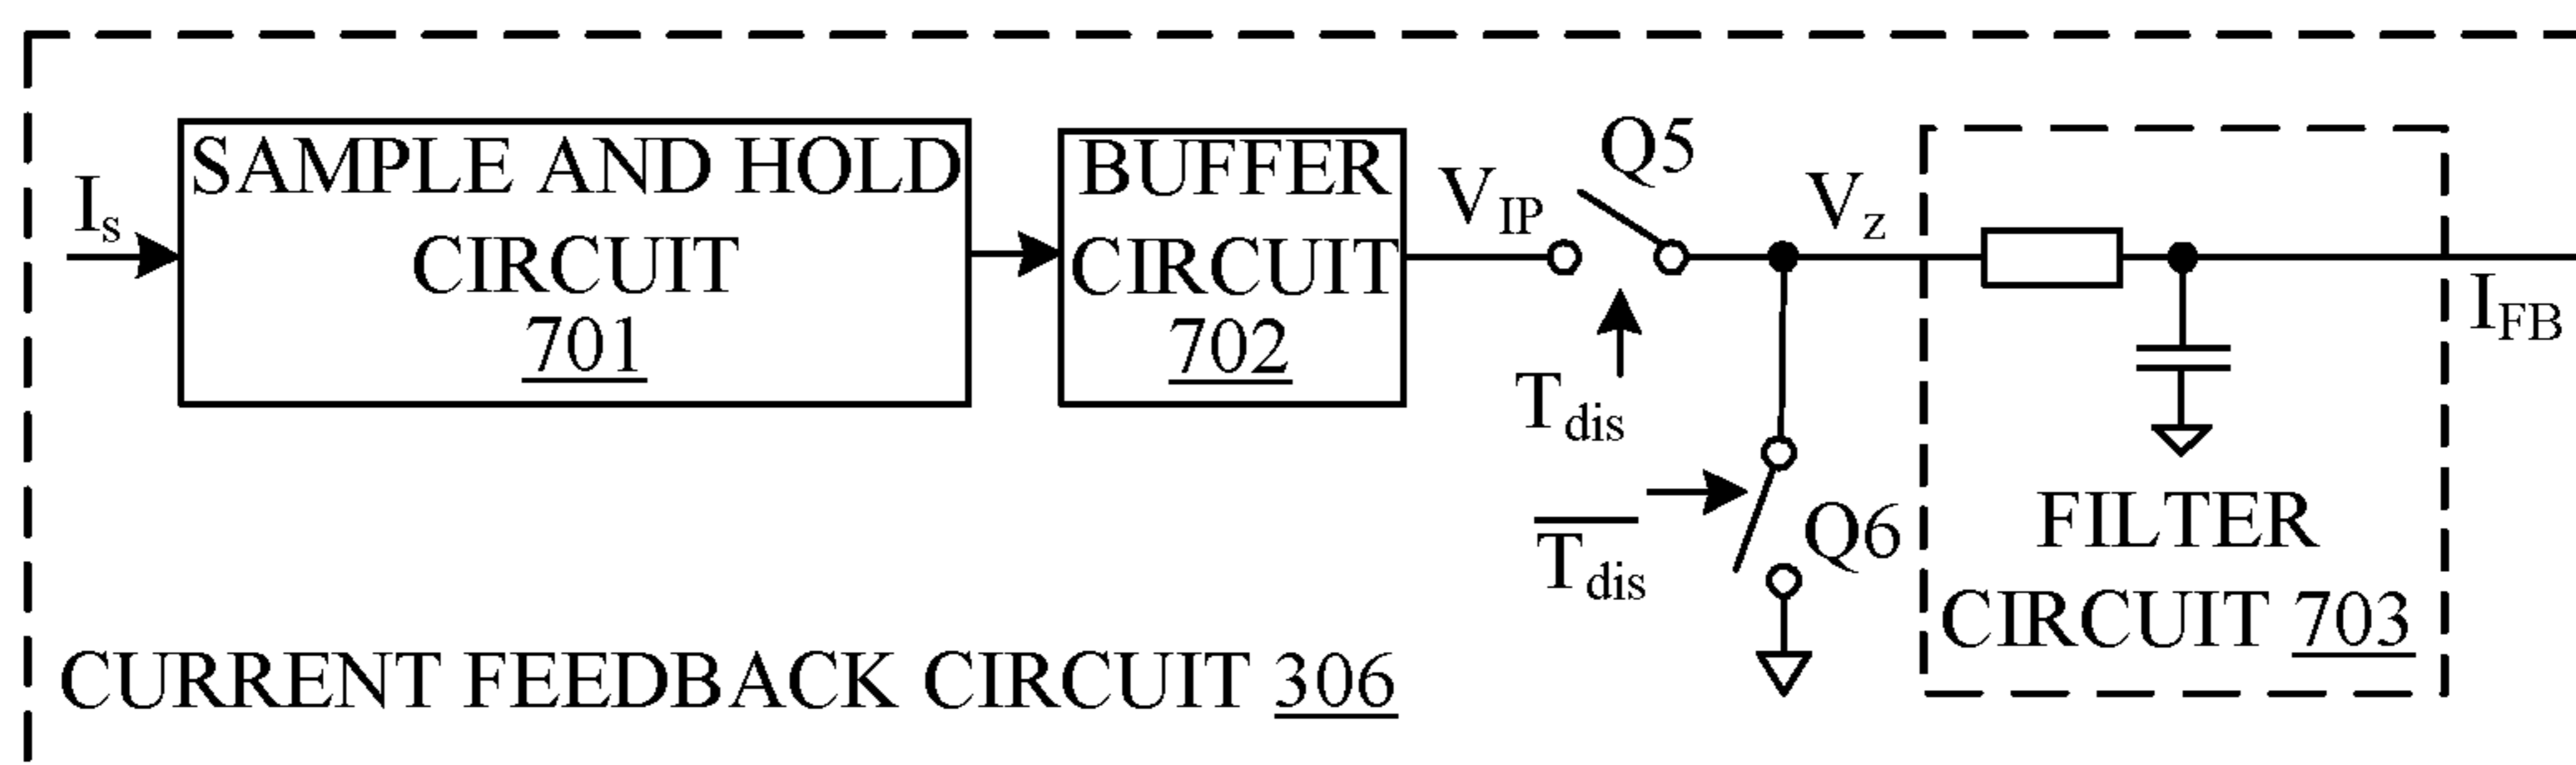 I_s
SAMPLE AND HOLD
CIRCUIT
701
BUFFER
CIRCUIT
702
V_IP
Q5
T_dis
V_z
T̅_d̅i̅s̅
Q6
I_FB
FILTER
CIRCUIT 703
CURRENT FEEDBACK CIRCUIT 306